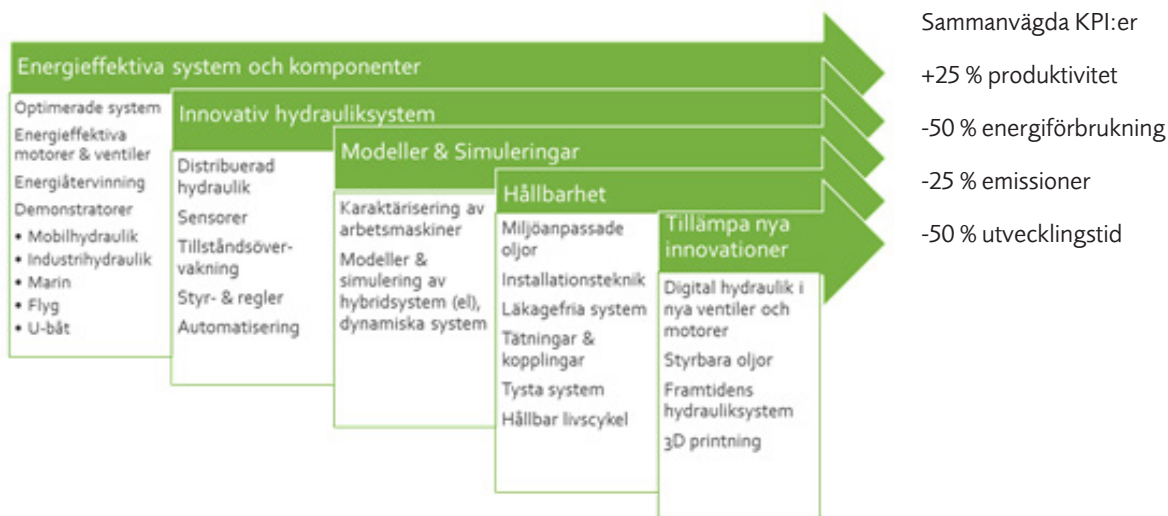 Energieffektiva system och komponenter
Optimerade system
Energieffektiva
motorer & ventiler
Energiåtervinning
Demonstratorer
• Mobilhydraulik
• Industrihydraulik
• Marin
• Flyg
• U-båt
Innovativ hydrauliksystem
Distribuerad
hydraulik
Sensorer
Tillståndsöver-
vakning
Styr- & regler
Automatisering
Modeller & Simuleringar
Karaktärisering av
arbetsmaskiner
Modeller &
simulering av
hybridsystem (el),
dynamiska system
Hållbarhet
Miljöanpassade
oljor
Installationsteknik
Läkagefria system
Tätningar &
kopplingar
Tysta system
Hållbar livscykel
Tillämpa nya
innovationer
Digital hydraulik i
nya ventiler och
motorer
Styrbara oljor
Framtidens
hydrauliksystem
3D printning
Sammanvägda KPI:er
+25 % produktivitet
-50 % energiförbrukning
-25 % emissioner
-50 % utvecklingstid